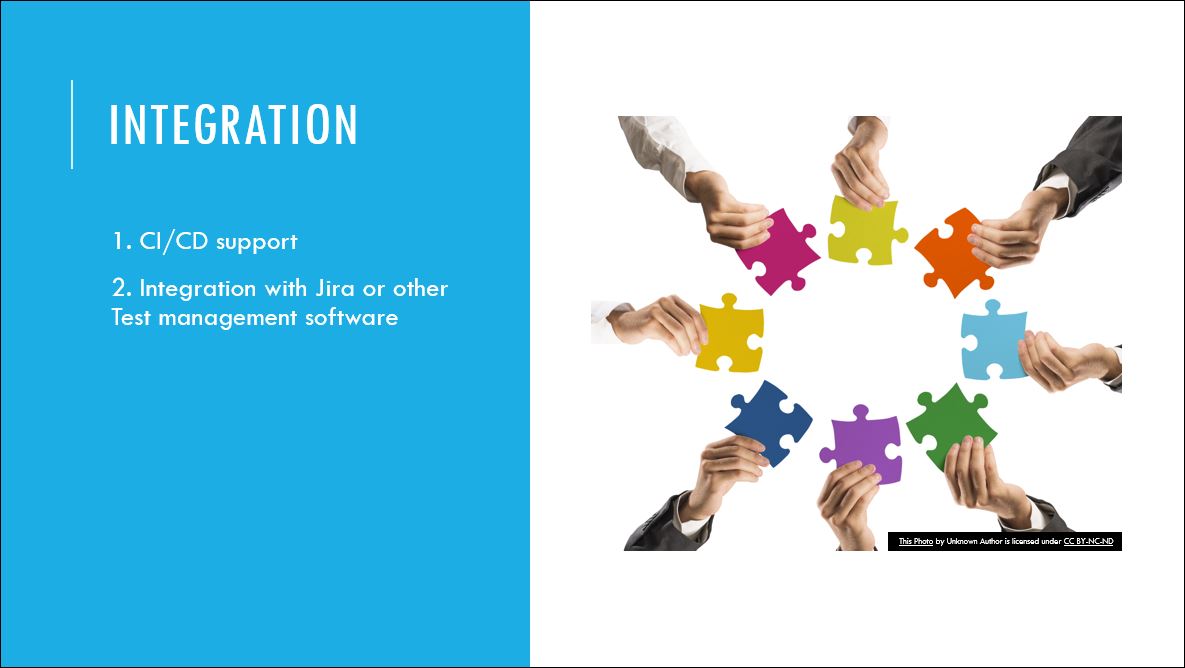 INTEGRATION
1. CI/CD support
2. Integration with Jira or other
Test management software
This Photo by Unknown Author is licensed under CC BY-NC-ND